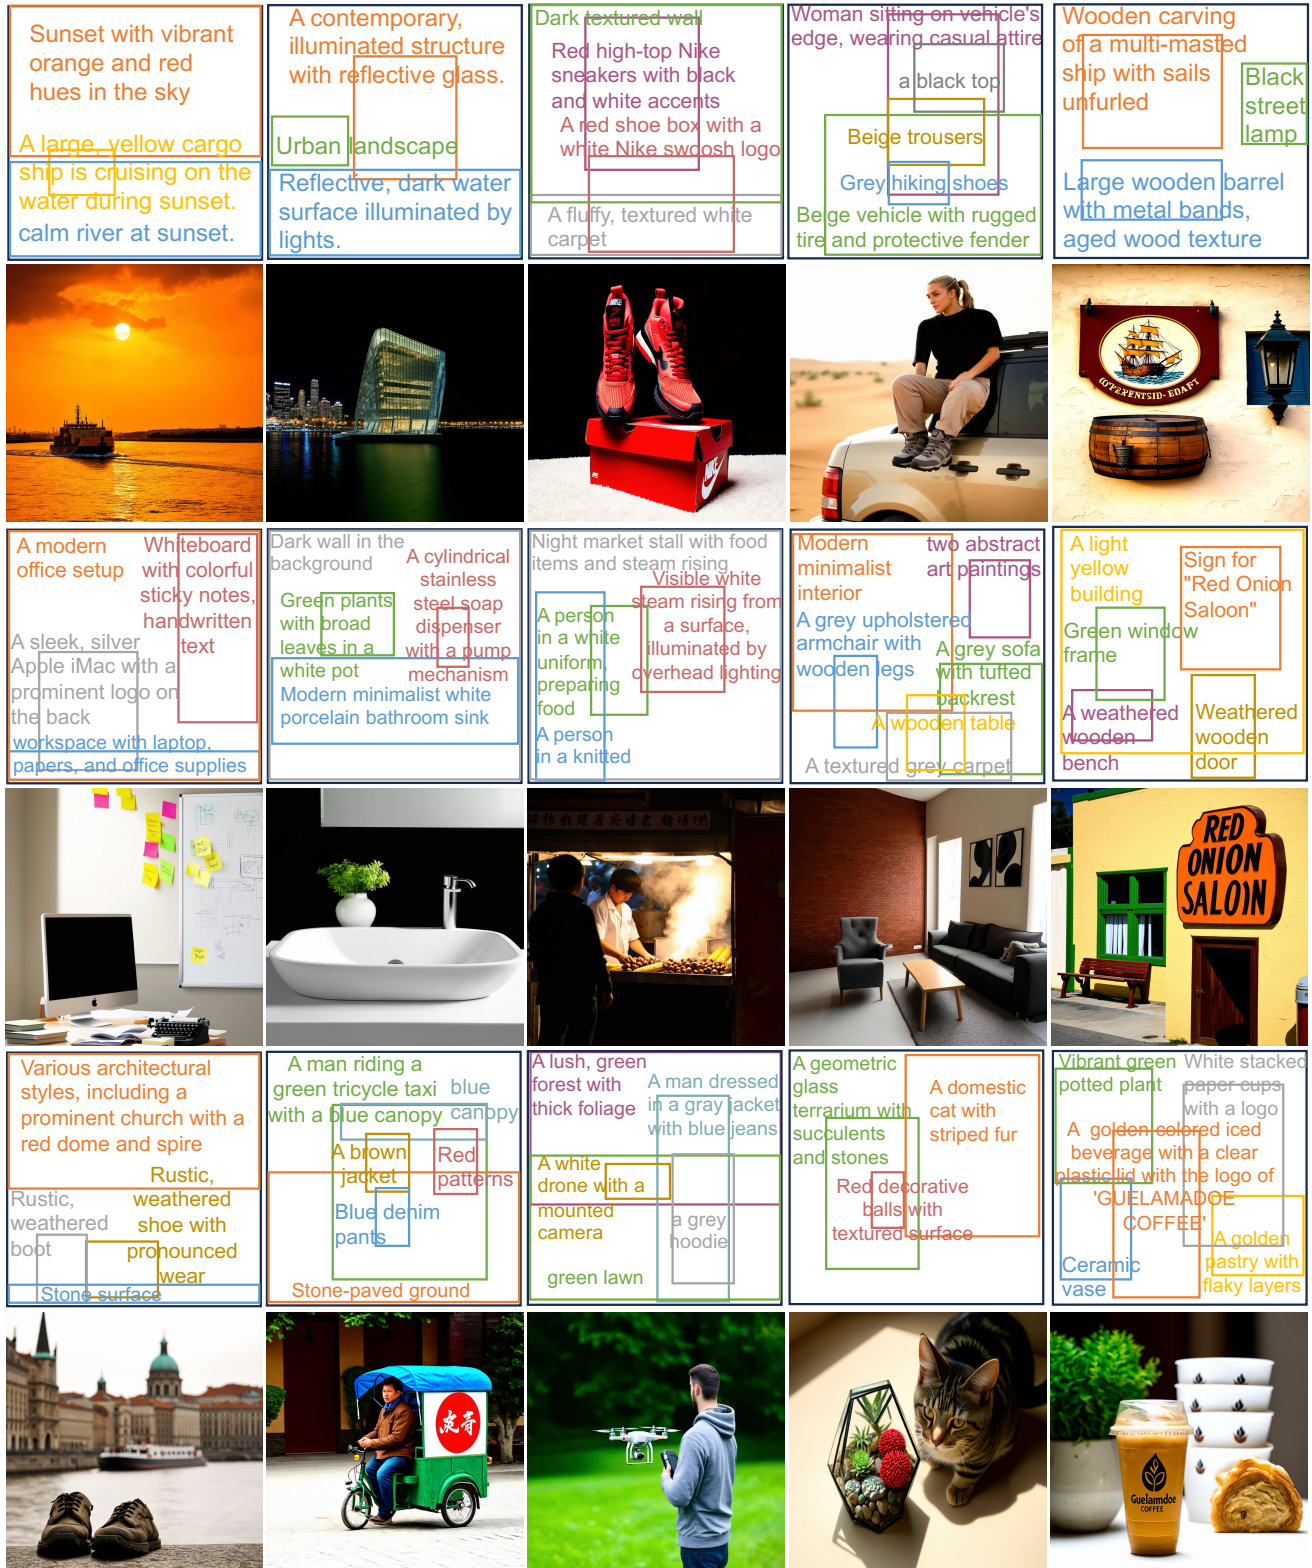 Sunset with vibrant
orange and red
hues in the sky
A large, yellow cargo
ship is cruising on the
water during sunset.
calm river at sunset.
A contemporary,
illuminated structure
with reflective glass.
Urban landscape
Reflective, dark water
surface illuminated by
lights.
Dark textured wall
Red high-top Nike
sneakers with black
and white accents
A red shoe box with a
white Nike swoosh logo
A fluffy, textured white
carpet
Woman sitting on vehicle's
edge, wearing casual attire
a black top
Beige trousers
Grey hiking shoes
Beige vehicle with rugged
tire and protective fender
Wooden carving
of a multi-masted
ship with sails
unfurled
Black
street
lamp
Large wooden barrel
with metal bands,
aged wood texture
NIKE
A modern
office setup
Whiteboard
with colorful
sticky notes,
handwritten
text
A sleek, silver
Apple iMac with a
prominent logo on
the back
workspace with laptop,
papers, and office supplies
Dark wall in the
background
A cylindrical
stainless
steel soap
dispenser
with a pump
mechanism
Green plants
with broad
leaves in a
white pot
Modern minimalist white
porcelain bathroom sink
Night market stall with food
items and steam rising
Visible white
steam rising from
a surface,
illuminated by
overhead lighting
A person
in a white
uniform,
preparing
food
A person
in a knitted
Modern
minimalist
interior
two abstract
art paintings
A grey upholstered
armchair with
wooden legs
A grey sofa
with tufted
backrest
A wooden table
A textured grey carpet
A light
yellow
building
Sign for
"Red Onion
Saloon"
Green window
frame
A weathered
wooden
bench
Weathered
wooden
door
RED
ONION
SALOIN
Various architectural
styles, including a
prominent church with a
red dome and spire
Rustic,
weathered
boot
Rustic,
weathered
shoe with
pronounced
wear
Stone surface
A man riding a
green tricycle taxi
with a blue canopy
blue
canopy
A brown
jacket
Red
patterns
Blue denim
pants
Stone-paved ground
A lush, green
forest with
thick foliage
A man dressed
in a gray jacket
with blue jeans
A white
drone with a
mounted
camera
a grey
hoodie
green lawn
A geometric
glass
terrarium with
succulents
and stones
A domestic
cat with
striped fur
Red decorative
balls with
textured surface
Vibrant green
potted plant
White stacked
paper cups
with a logo
A golden-colored iced
beverage with a clear
plastic lid with the logo of
'GUELAMADOE
COFFEE'
A golden
pastry with
flaky layers
Ceramic
vase
Guelamdoe
COFFEE